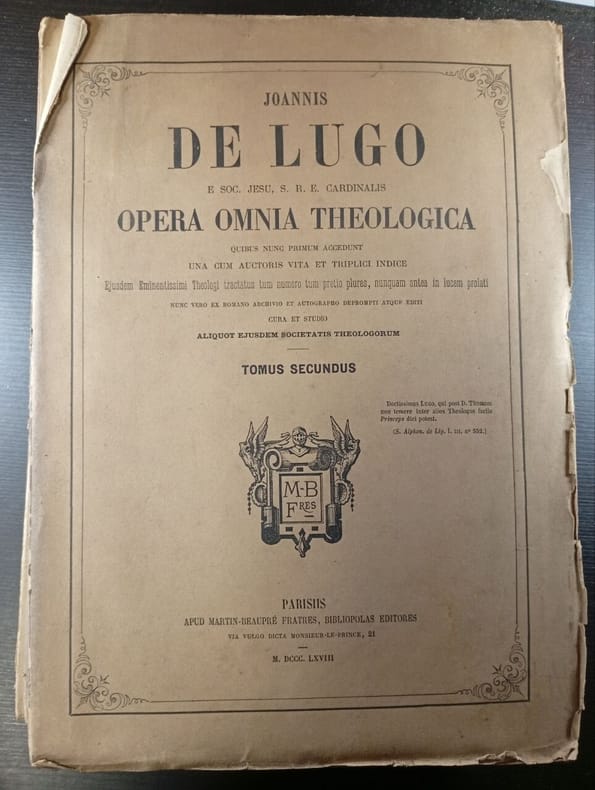 JOANNIS
DE LUGO
E SOC. JESU, S. R. E. CARDINALIS
OPERA OMNIA THEOLOGICA
QUIBUS NUNC PRIMUM ACCEDUNT
UNA CUM AUCTORIS VITA ET TRIPLICI INDICE
Ejusdem Eminentissimi Theologi tractatus tum numero tum pretio plures, nunquam antea in lucem prolati
NUNC VERO EX ROMANO ARCHIVIO ET AUTOGRAPHO DEPROMPTI ATQUE EDITI
CURA ET STUDIO
ALIQUOT EJUSDEM SOCIETATIS THEOLOGORUM
TOMUS SECUNDUS
Doctissimus LUGO, qui post D. THOMAM
non temere inter alios Theologus facile
Princeps dici potest.
(S. Alphon. de Lig. l. III. nº 552.)
M-B
FRES
PARISIIS
APUD MARTIN-BEAUPRÉ FRATRES, BIBLIOPOLAS EDITORES
VIA VULGO DICTA MONSIEUR-LE-PRINCE, 21
M. DCCC. LXVIII